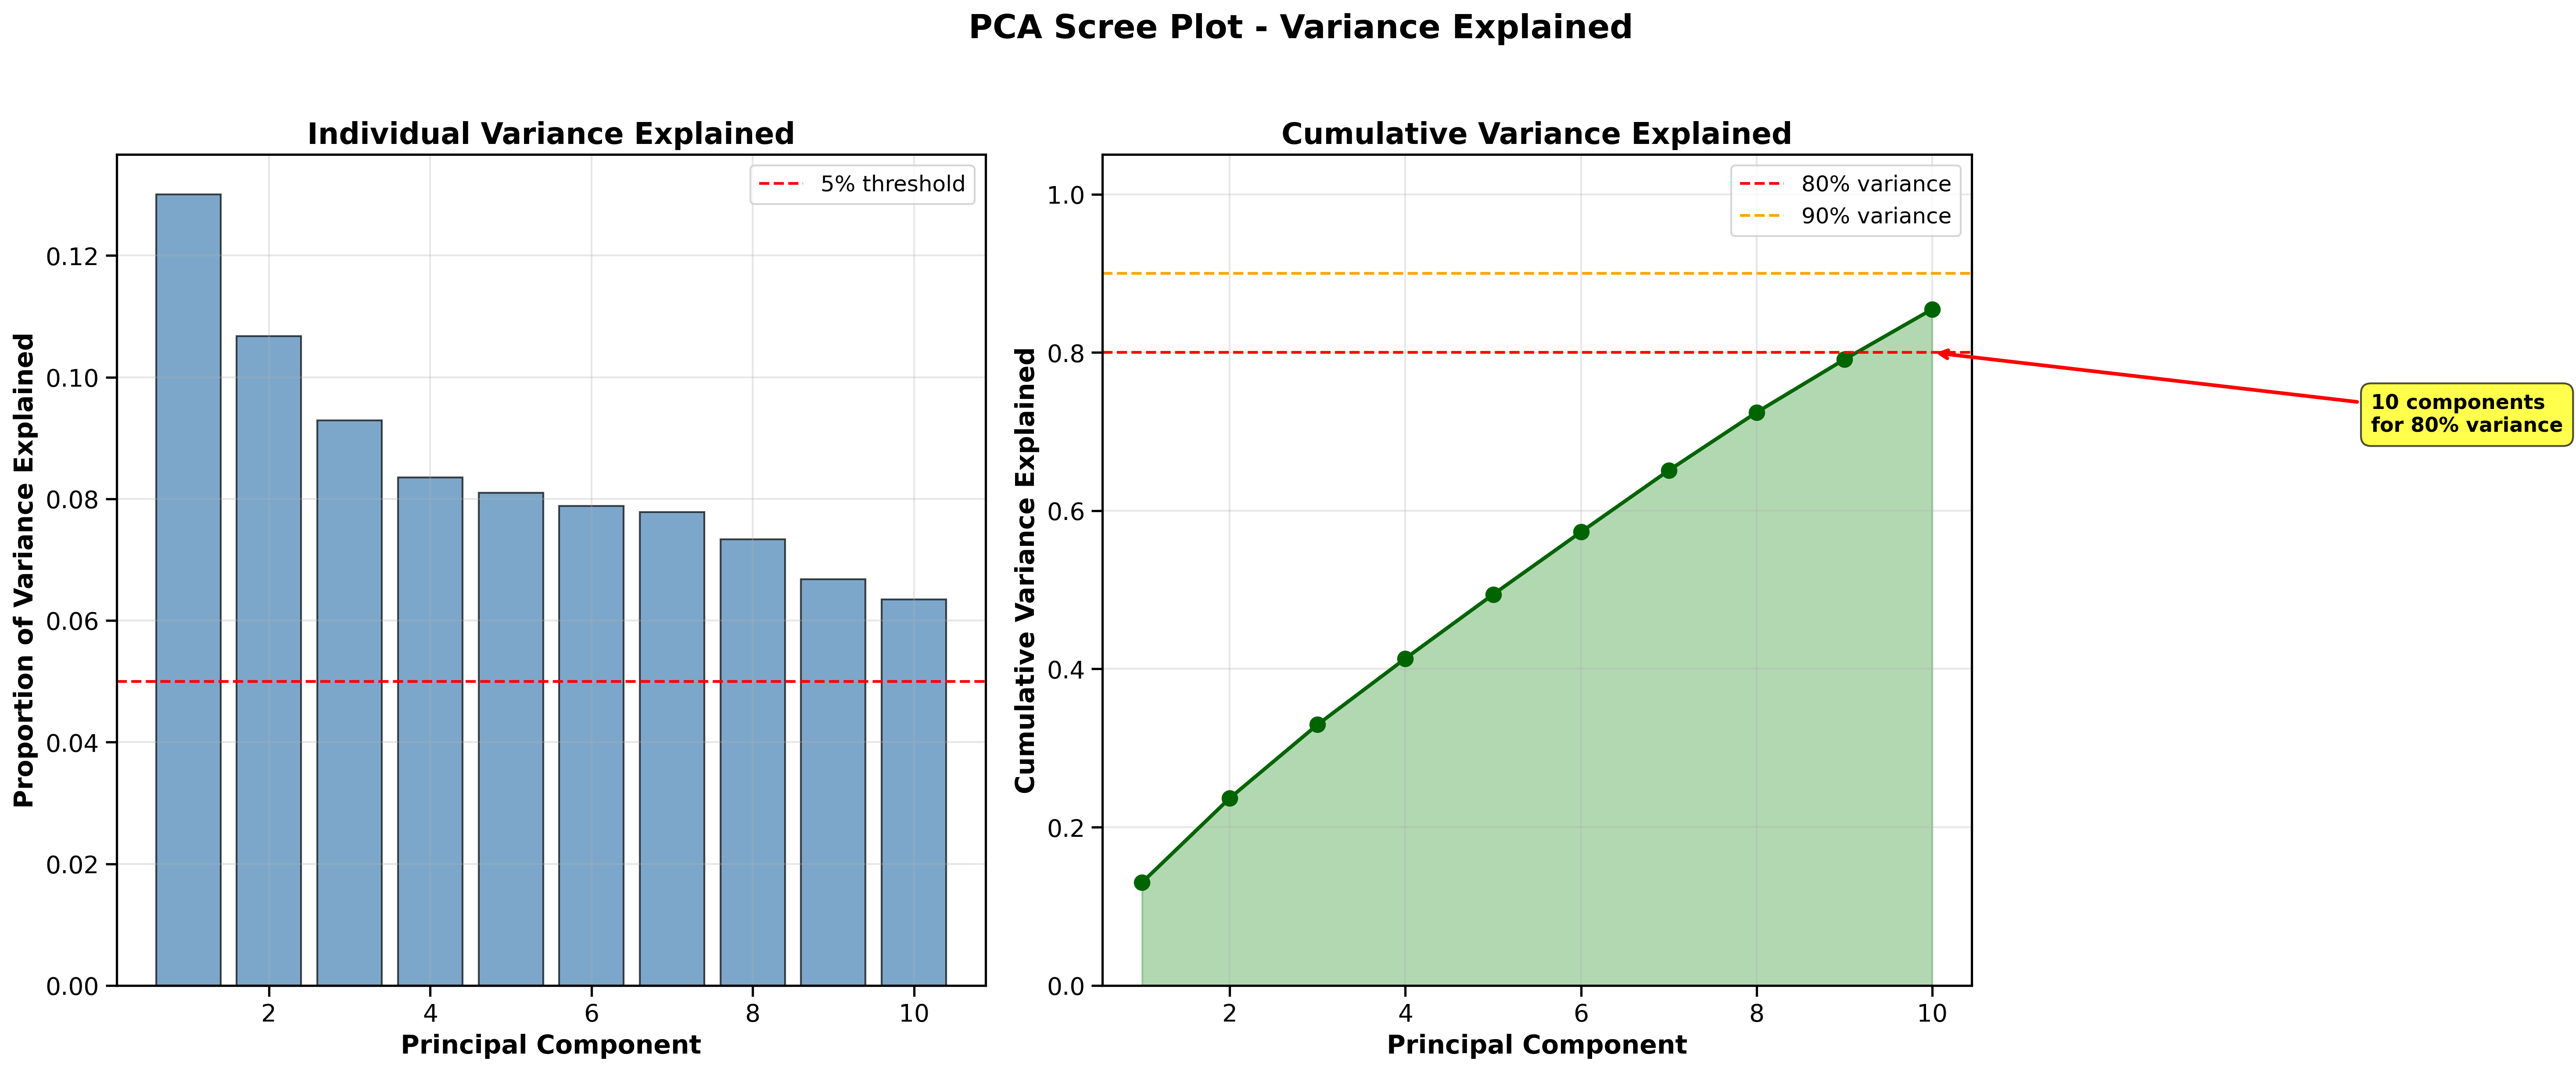 PCA Scree Plot - Variance Explained
Individual Variance Explained
5% threshold
Proportion of Variance Explained
0.12
0.10
0.08
0.06
0.04
0.02
0.00
2 4 6 8 10
Principal Component
Cumulative Variance Explained
80% variance
90% variance
Cumulative Variance Explained
1.0
0.8
0.6
0.4
0.2
0.0
2 4 6 8 10
Principal Component
10 components
for 80% variance